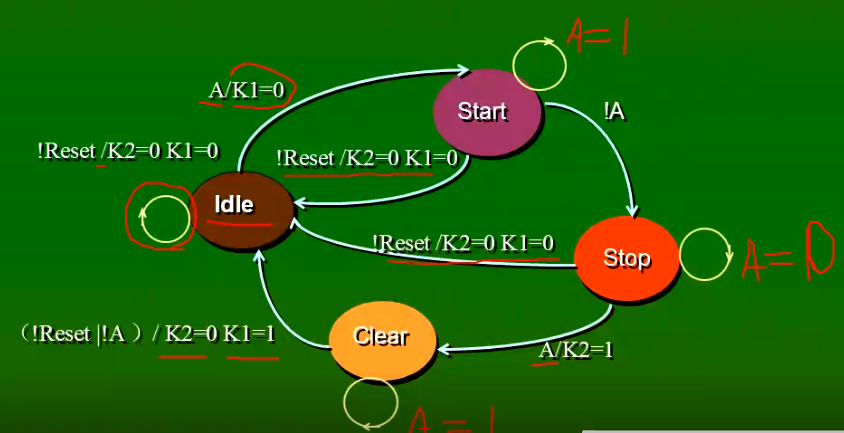 A=1
A/K1=0
Start
!A
!Reset /K2=0 K1=0
!Reset /K2=0 K1=0
Idle
!Reset /K2=0 K1=0
Stop
A=0
（!Reset |!A ）/ K2=0 K1=1
Clear
A/K2=1
A=1